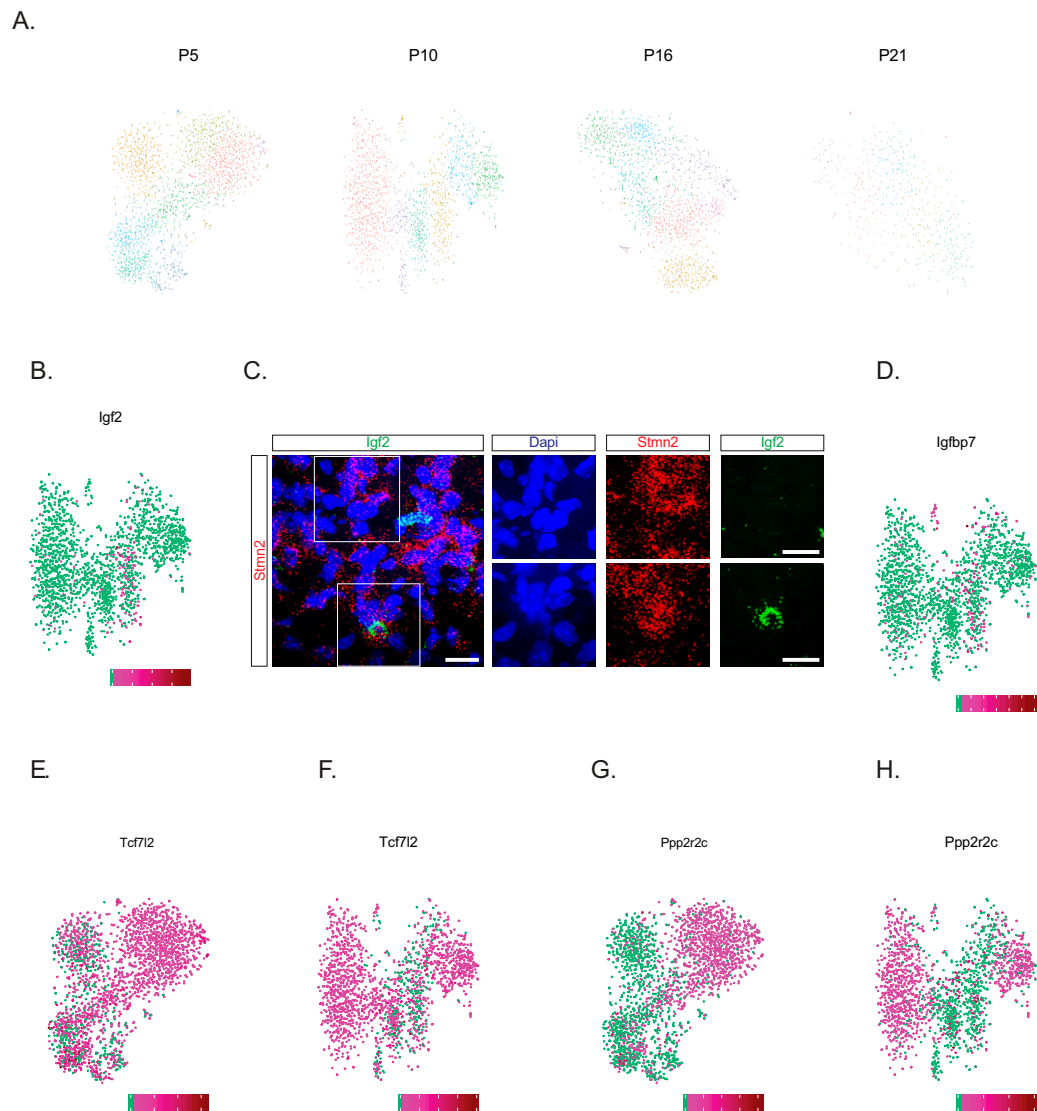 A.
P5 P10 P16 P21
B. C. D.
Igf2
Igf2 Dapi Stmn2 Igf2
Igfbp7
Stmn2
E. F. G. H.
Tcf7l2 Tcf7l2 Ppp2r2c Ppp2r2c